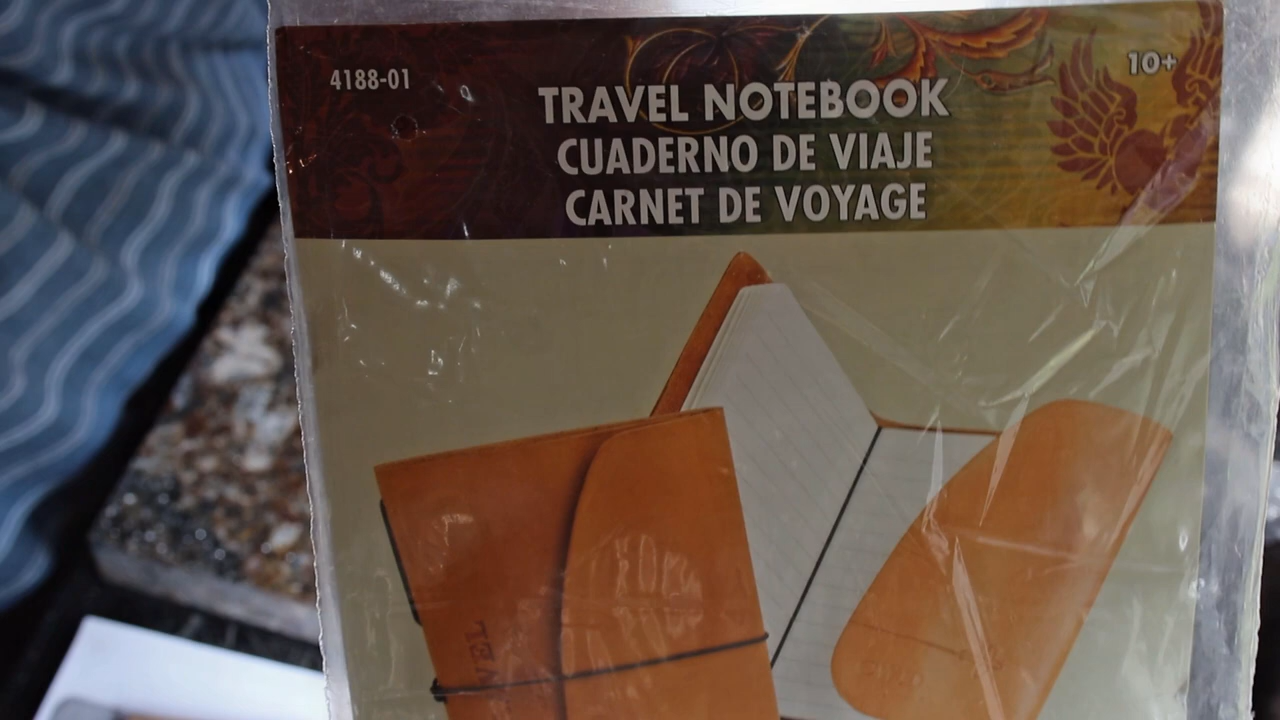 4188-01
10+
TRAVEL NOTEBOOK
CUADERNO DE VIAJE
CARNET DE VOYAGE